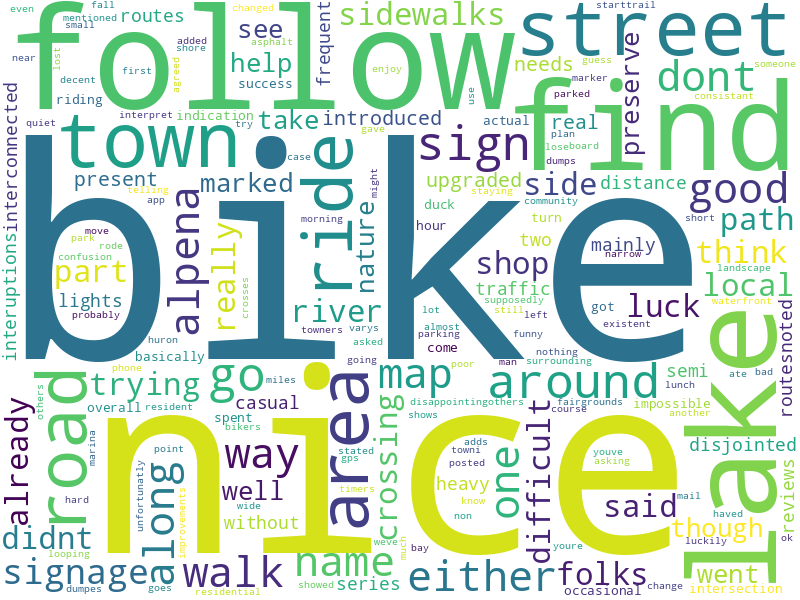 even
fall
mentioned
routes
small
near
lost
added
shore
first
asphalt
decent
riding
changed
agreed
enjoy
follow
see
help
success
frequent
sidewalks
starttrail
street
needs
guess
someone
marker
parked
use
dont
consistant
preserve
find
interconnected
quiet
interpret
indication
try
take
introduced
actual
real
plan
lose
board
town
gave
case
sign
dumps
present
telling
app
marked
ride
upgraded
side
distance
good
duck
community
turn
short
path
bike
move
park
rode
confusion
part
alpena
really
morning
nature
might
hour
staying
two
mainly
narrow
landscape
think
interuptions
lights
probably
crosses
river
shop
traffic
supposedly
got
luck
local
waterfront
huron
basically
towners
varys
asked
lot
almost
parking
come
still
funny
left
existent
man
nothing
surrounding
routesnoted
phone
going
miles
others
road
trying
go
map
poor
around
semi
lunch
ate
bad
lake
overall
resident
spent
casual
bikers
area
crossing
disappointingothers
shows
course
fairgrounds
impossible
another
already
marina
point
way
stated
gps
towni
adds
posted
one
difficult
youve
asking
disjointed
hard
along
unfortunatly
improvements
well
wide
without
timers
weve
heavy
know
non
nice
said
mail
haved
reviews
didnt
looping
though
luckily
ok
signage
dumpes
goes
residential
walk
showed
name
series
much
bay
either
youre
folks
occasional
went
change
intersection